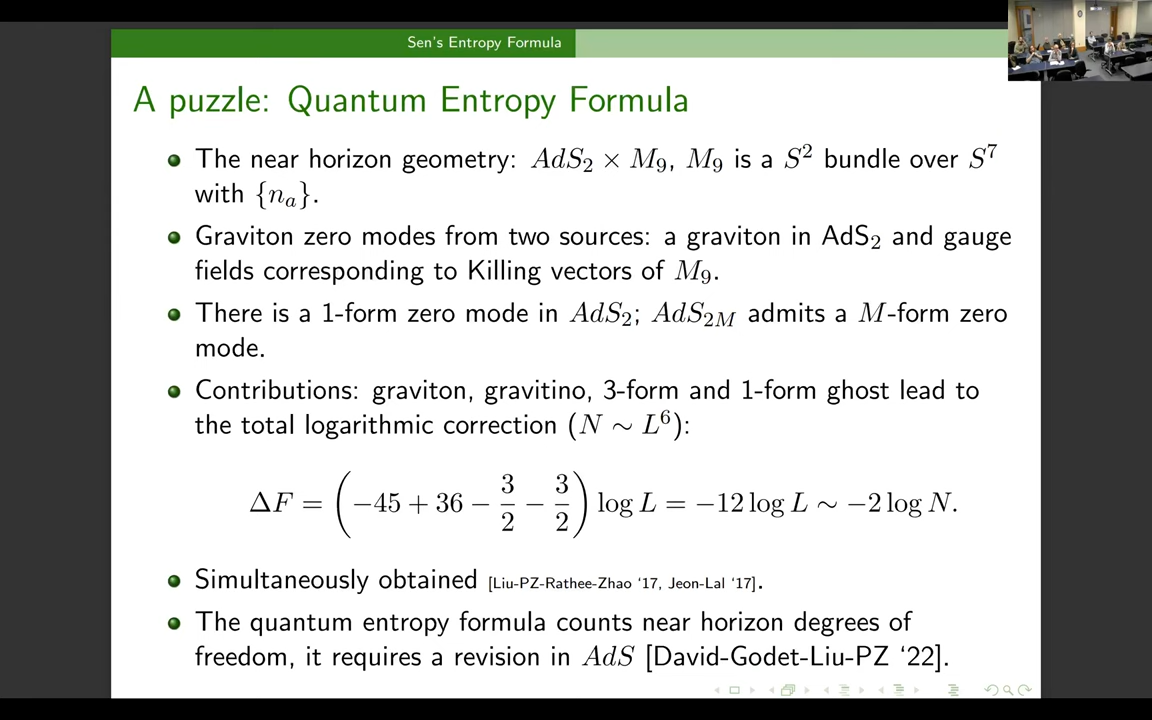 Sen's Entropy Formula
A puzzle: Quantum Entropy Formula
The near horizon geometry: AdS₂ × M₉, M₉ is a S² bundle over S⁷
with {nₐ}.
Graviton zero modes from two sources: a graviton in AdS₂ and gauge
fields corresponding to Killing vectors of M₉.
There is a 1-form zero mode in AdS₂; AdS_{2M} admits a M-form zero
mode.
Contributions: graviton, gravitino, 3-form and 1-form ghost lead to
the total logarithmic correction (N ∼ L⁶):
ΔF = (−45 + 36 − 3/2 − 3/2) log L = −12 log L ∼ −2 log N.
Simultaneously obtained [Liu-PZ-Rathee-Zhao ‘17, Jeon-Lal ‘17].
The quantum entropy formula counts near horizon degrees of
freedom, it requires a revision in AdS [David-Godet-Liu-PZ ‘22].